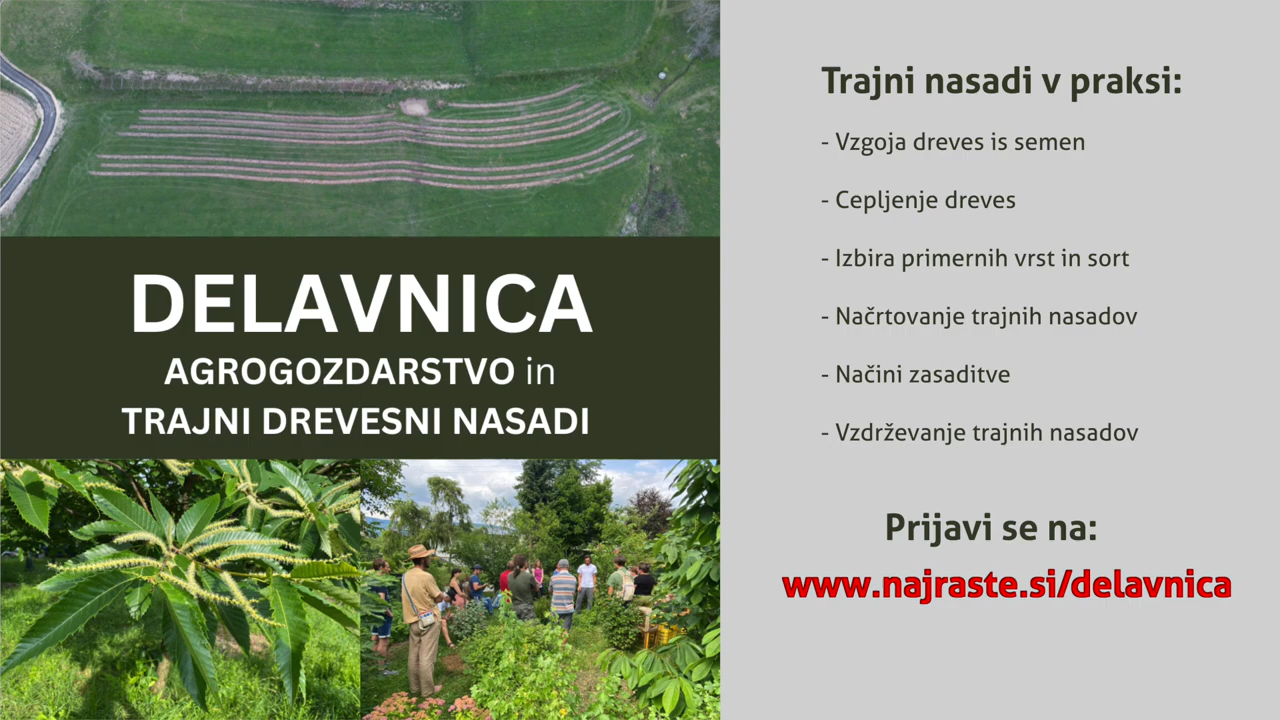 DELAVNICA
AGROGOZDARSTVO in
TRAJNI DREVESNI NASADI
Trajni nasadi v praksi:
- Vzgoja dreves is semen
- Cepljenje dreves
- Izbira primernih vrst in sort
- Načrtovanje trajnih nasadov
- Načini zasaditve
- Vzdrževanje trajnih nasadov
Prijavi se na:
www.najraste.si/delavnica